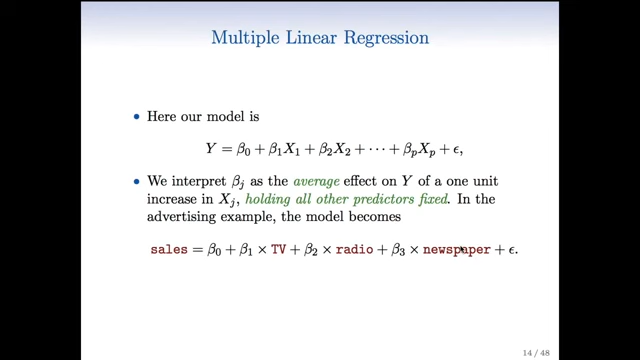 Multiple Linear Regression
• Here our model is
Y = β₀ + β₁X₁ + β₂X₂ + ··· + βₚXₚ + ϵ,
• We interpret βⱼ as the average effect on Y of a one unit
increase in Xⱼ, holding all other predictors fixed. In the
advertising example, the model becomes
sales = β₀ + β₁ × TV + β₂ × radio + β₃ × newspaper + ϵ.
14 / 48